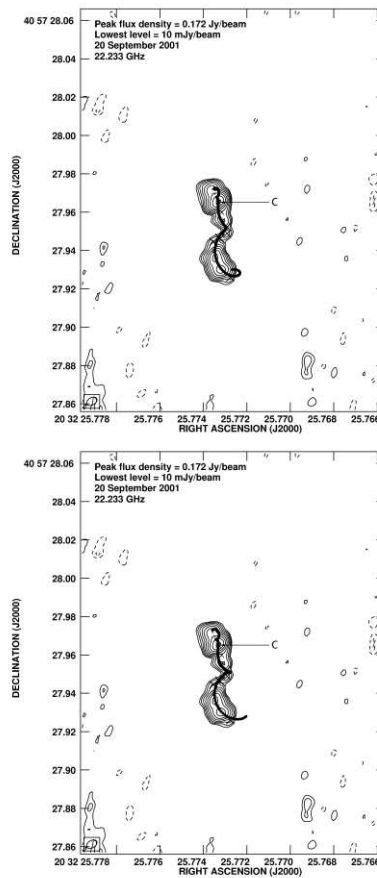 40 57 28.06
Peak flux density = 0.172 Jy/beam
Lowest level = 10 mJy/beam
20 September 2001
22.233 GHz
28.04
28.02
28.00
27.98
27.96
27.94
27.92
27.90
27.88
27.86
C
DECLINATION (J2000)
20 32 25.778
25.776
25.774
25.772
25.770
25.768
25.766
RIGHT ASCENSION (J2000)
40 57 28.06
Peak flux density = 0.172 Jy/beam
Lowest level = 10 mJy/beam
20 September 2001
22.233 GHz
28.04
28.02
28.00
27.98
27.96
27.94
27.92
27.90
27.88
27.86
C
DECLINATION (J2000)
20 32 25.778
25.776
25.774
25.772
25.770
25.768
25.766
RIGHT ASCENSION (J2000)